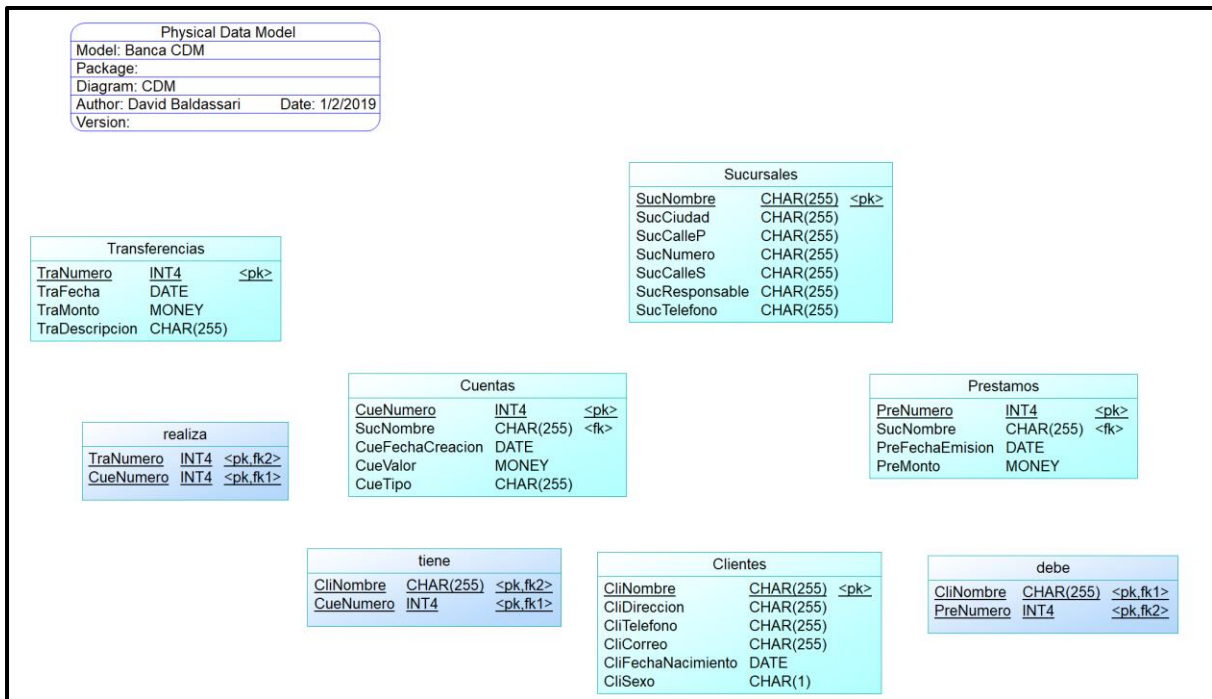 Physical Data Model
Model: Banca CDM
Package:
Diagram: CDM
Author: David Baldassari Date: 1/2/2019
Version:
Sucursales
SucNombre CHAR(255) <pk>
SucCiudad CHAR(255)
SucCalleP CHAR(255)
SucNumero CHAR(255)
SucCalleS CHAR(255)
SucResponsable CHAR(255)
SucTelefono CHAR(255)
Transferencias
TraNumero INT4 <pk>
TraFecha DATE
TraMonto MONEY
TraDescripcion CHAR(255)
Cuentas
CueNumero INT4 <pk>
SucNombre CHAR(255) <fk>
CueFechaCreacion DATE
CueValor MONEY
CueTipo CHAR(255)
Prestamos
PreNumero INT4 <pk>
SucNombre CHAR(255) <fk>
PreFechaEmision DATE
PreMonto MONEY
realiza
TraNumero INT4 <pk,fk2>
CueNumero INT4 <pk,fk1>
tiene
CliNombre CHAR(255) <pk,fk2>
CueNumero INT4 <pk,fk1>
Clientes
CliNombre CHAR(255) <pk>
CliDireccion CHAR(255)
CliTelefono CHAR(255)
CliCorreo CHAR(255)
CliFechaNacimiento DATE
CliSexo CHAR(1)
debe
CliNombre CHAR(255) <pk,fk1>
PreNumero INT4 <pk,fk2>